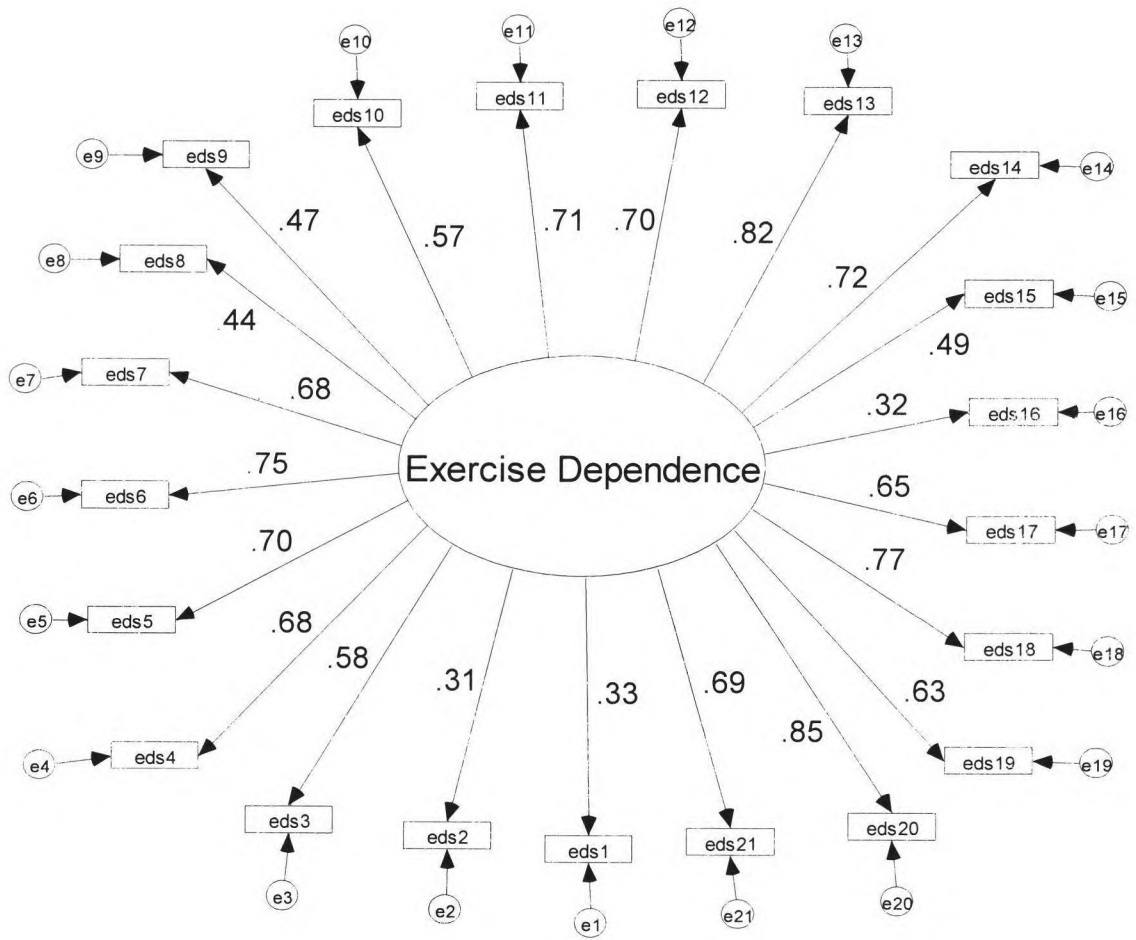 e10
e11
e12
e13
eds10
eds11
eds12
eds13
e9
eds9
eds14
e14
.47
.57
.71
.70
.82
.72
e8
eds8
.44
eds15
e15
.49
e7
eds7
.68
.32
eds16
e16
Exercise Dependence
e6
eds6
.75
.65
eds17
e17
.70
.77
e5
eds5
.68
.58
.31
.33
.69
.85
.63
eds18
e18
e4
eds4
eds19
e19
eds3
eds2
eds1
eds21
eds20
e3
e2
e1
e21
e20